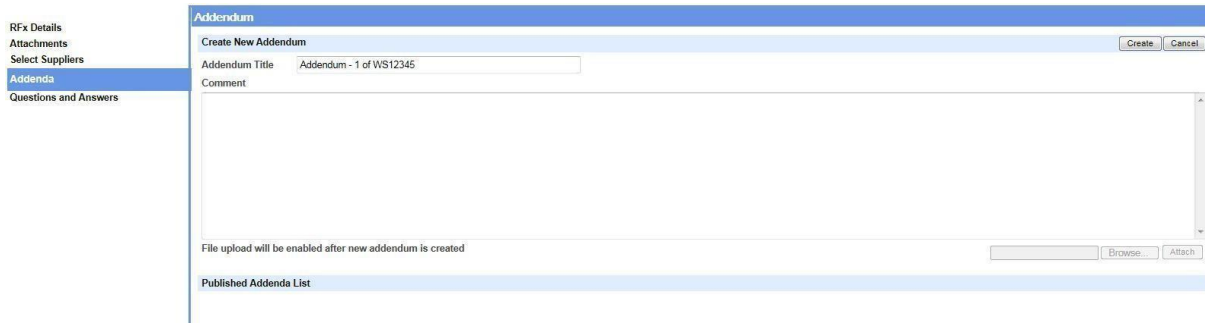 RFx Details
Attachments
Select Suppliers
Addenda
Questions and Answers
Addendum
Create New Addendum Create Cancel
Addendum Title Addendum - 1 of WS12345
Comment
File upload will be enabled after new addendum is created Browse... Attach
Published Addenda List